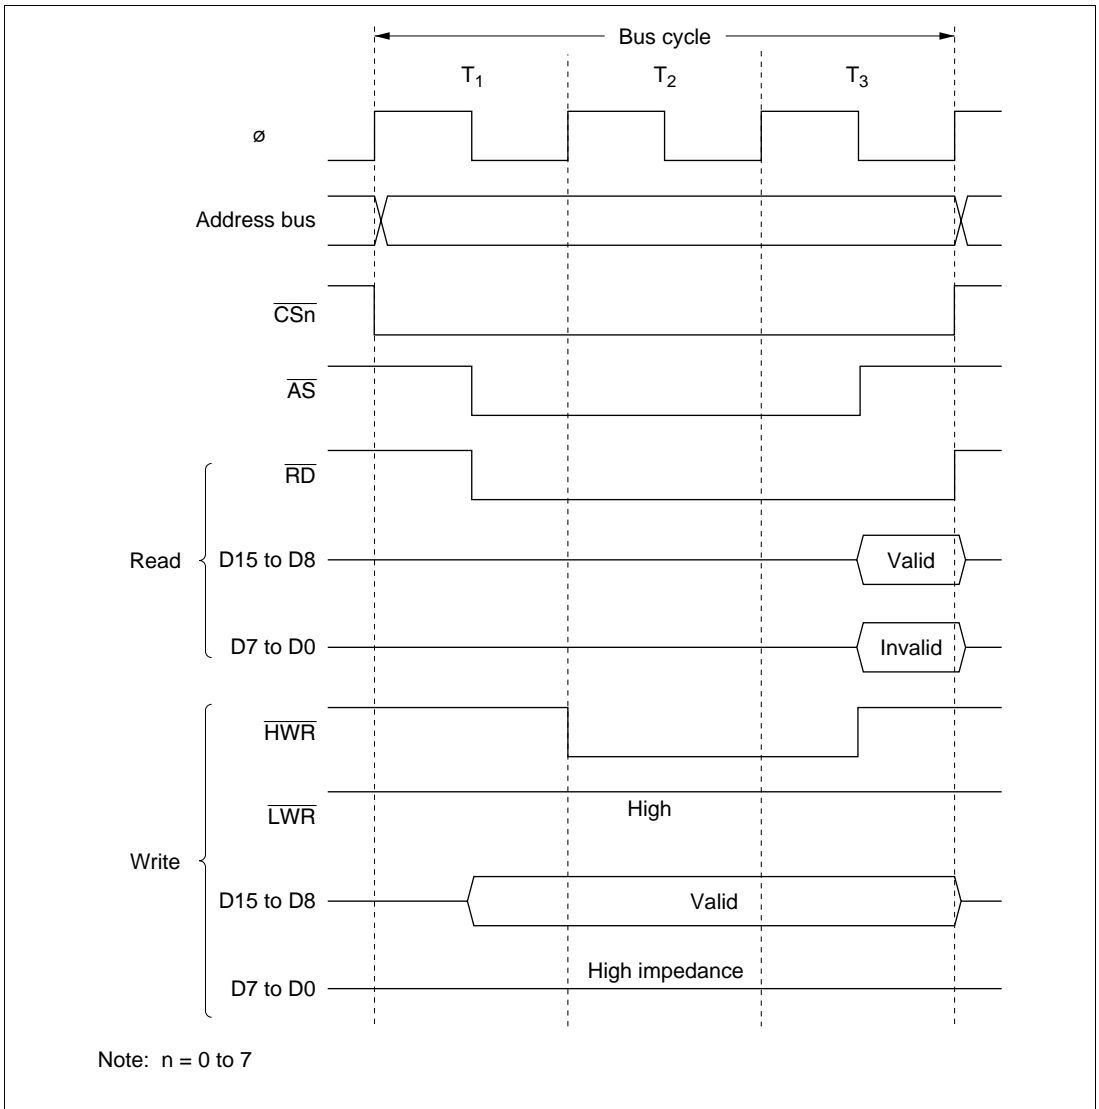 Bus cycle
T1 T2 T3
ø
Address bus
CSn
AS
RD
Read D15 to D8 Valid
D7 to D0 Invalid
HWR
LWR High
Write
D15 to D8 Valid
D7 to D0 High impedance
Note: n = 0 to 7